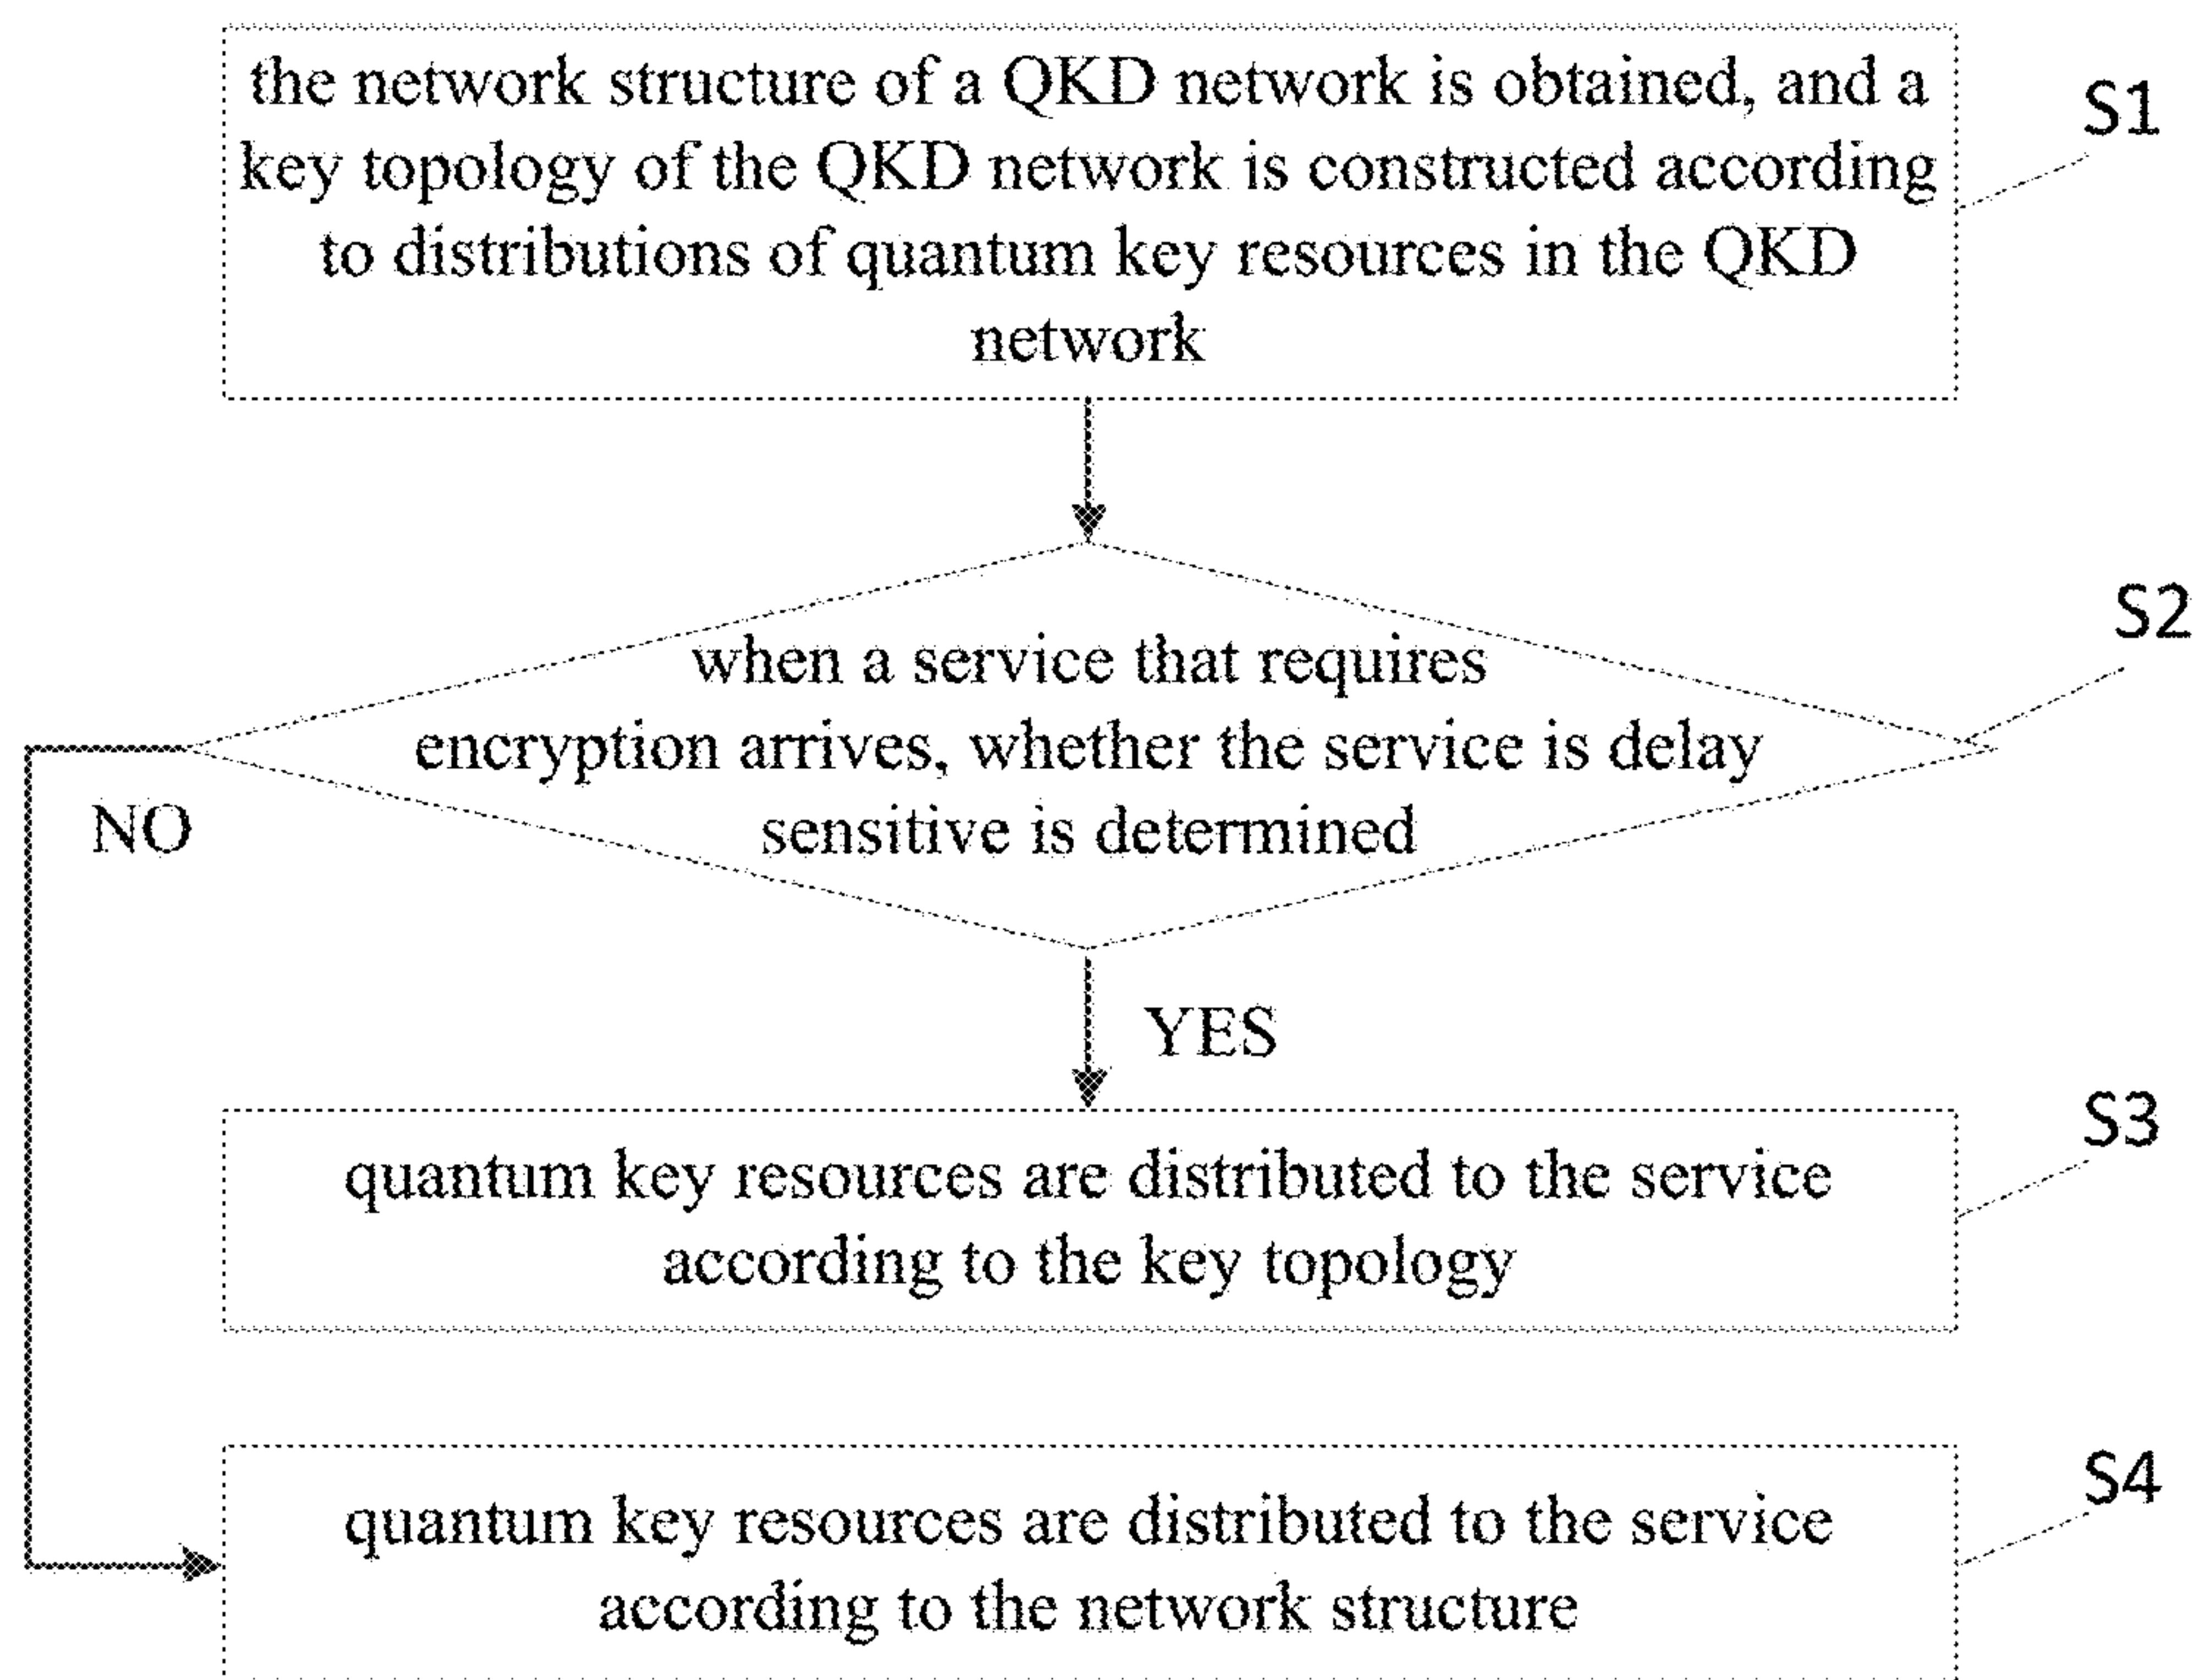 the network structure of a QKD network is obtained, and a
key topology of the QKD network is constructed according
to distributions of quantum key resources in the QKD
network
S1
when a service that requires
encryption arrives, whether the service is delay
sensitive is determined
S2
NO
YES
quantum key resources are distributed to the service
according to the key topology
S3
quantum key resources are distributed to the service
according to the network structure
S4